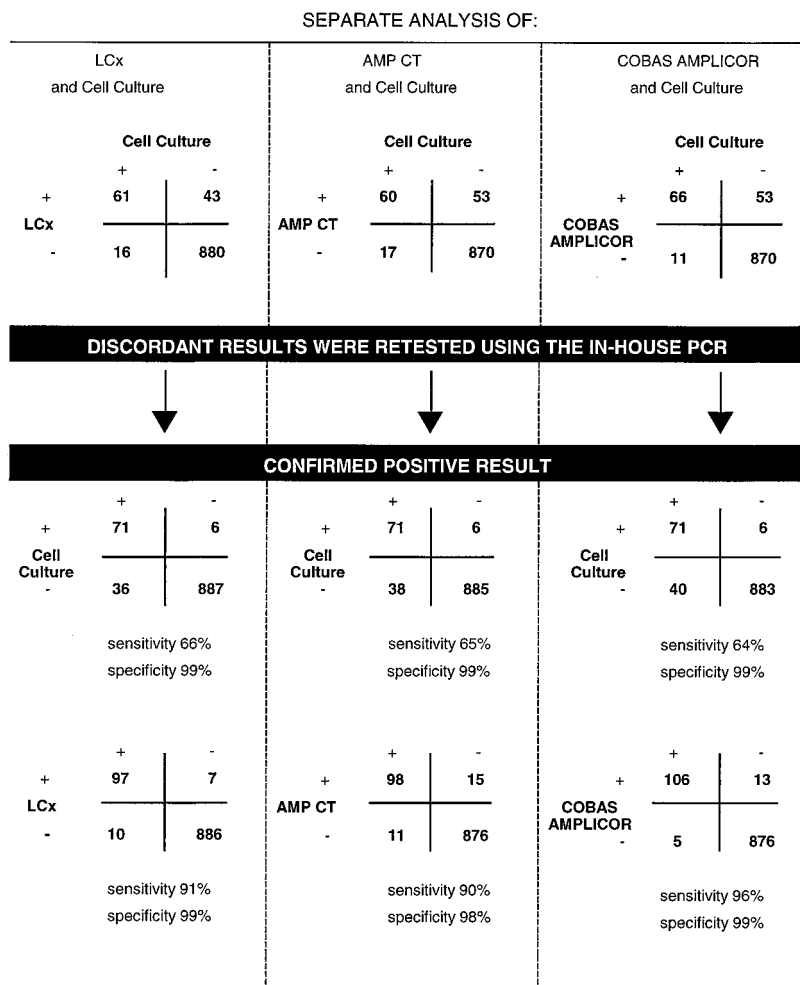 SEPARATE ANALYSIS OF:
LCx
and Cell Culture
Cell Culture
+ -
+ 61 43
LCx
- 16 880
AMP CT
and Cell Culture
Cell Culture
+ -
+ 60 53
AMP CT
- 17 870
COBAS AMPLICOR
and Cell Culture
Cell Culture
+ -
+ 66 53
COBAS
AMPLICOR
- 11 870
DISCORDANT RESULTS WERE RETESTED USING THE IN-HOUSE PCR
CONFIRMED POSITIVE RESULT
+ -
+ 71 6
Cell
Culture
- 36 887
sensitivity 66%
specificity 99%
+ -
+ 71 6
Cell
Culture
- 38 885
sensitivity 65%
specificity 99%
+ -
+ 71 6
Cell
Culture
- 40 883
sensitivity 64%
specificity 99%
+ -
+ 97 7
LCx
- 10 886
sensitivity 91%
specificity 99%
+ -
+ 98 15
AMP CT
- 11 876
sensitivity 90%
specificity 98%
+ -
+ 106 13
COBAS
AMPLICOR
- 5 876
sensitivity 96%
specificity 99%